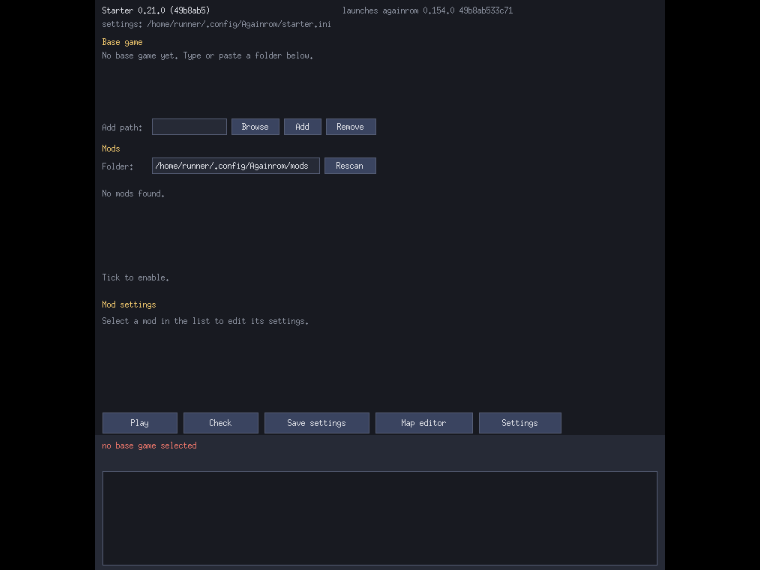 Starter 0.21.0 (49b8ab5) launches againrom 0.154.0 49b8ab533c71
settings: /home/runner/.config/Againrom/starter.ini
Base game
No base game yet. Type or paste a folder below.
Add path: Browse Add Remove
Mods
Folder: /home/runner/.config/Againrom/mods Rescan
No mods found.
Tick to enable.
Mod settings
Select a mod in the list to edit its settings.
Play Check Save settings Map editor Settings
no base game selected